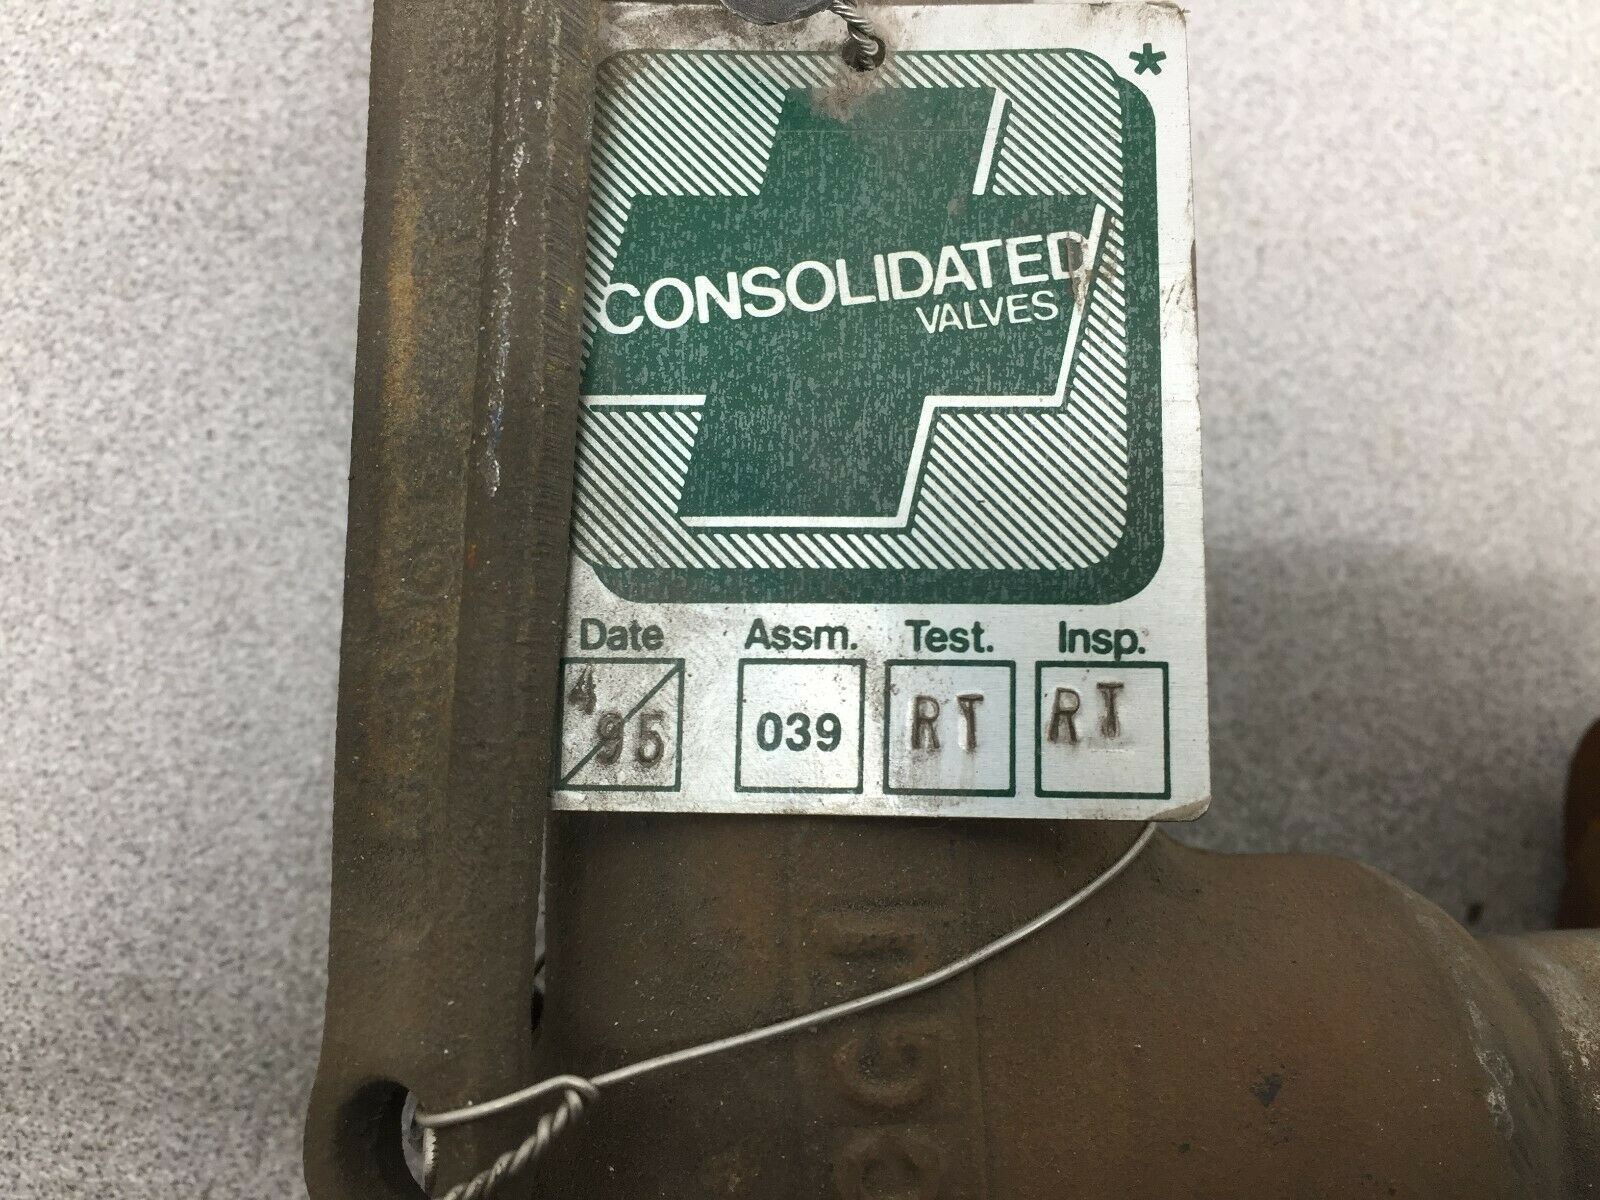 *
CONSOLIDATED
VALVES
Date Assm. Test. Insp.
4/95 039 RT RT